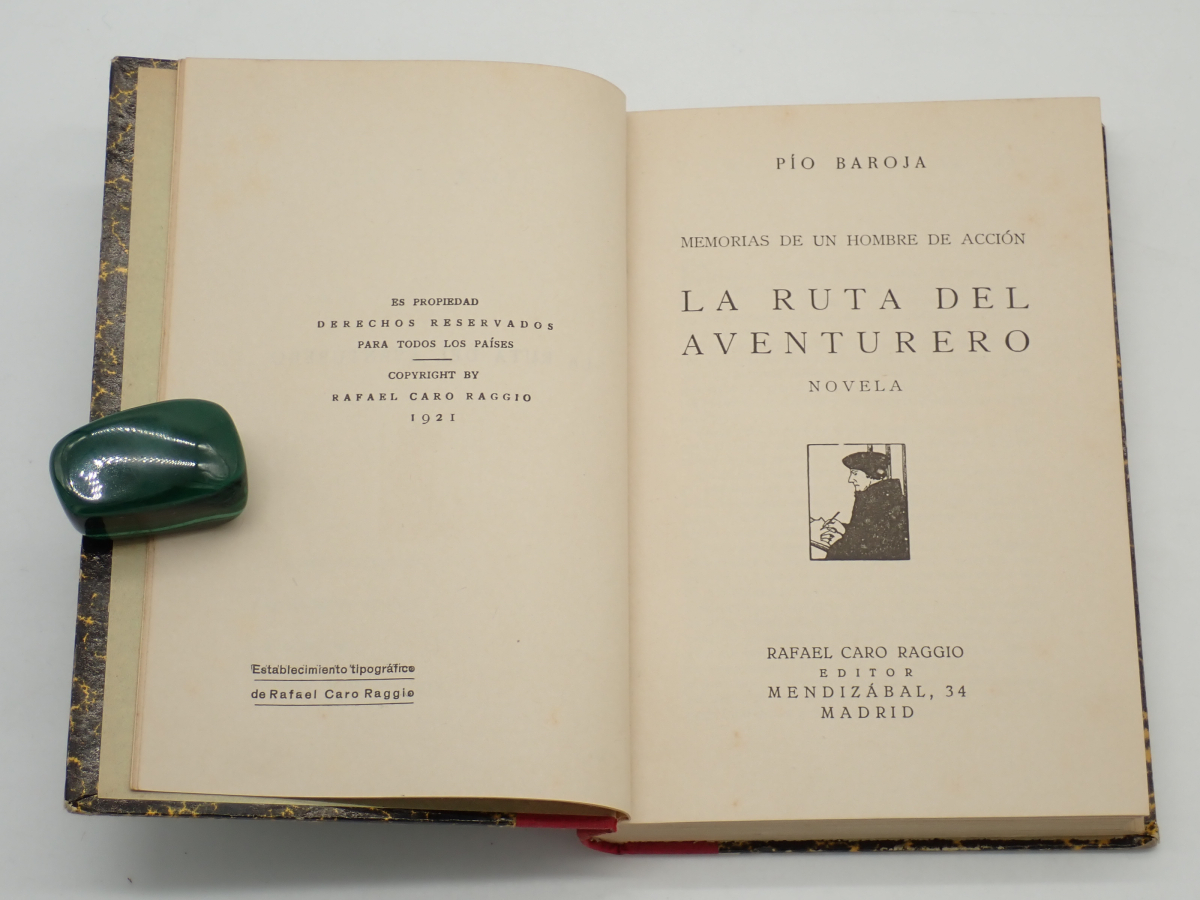 ES PROPIEDAD
DERECHOS RESERVADOS
PARA TODOS LOS PAÍSES
COPYRIGHT BY
RAFAEL CARO RAGGIO
1921
Establecimiento tipográfico
de Rafael Caro Raggio
PÍO BAROJA
MEMORIAS DE UN HOMBRE DE ACCIÓN
LA RUTA DEL
AVENTURERO
NOVELA
RAFAEL CARO RAGGIO
EDITOR
MENDIZÁBAL, 34
MADRID